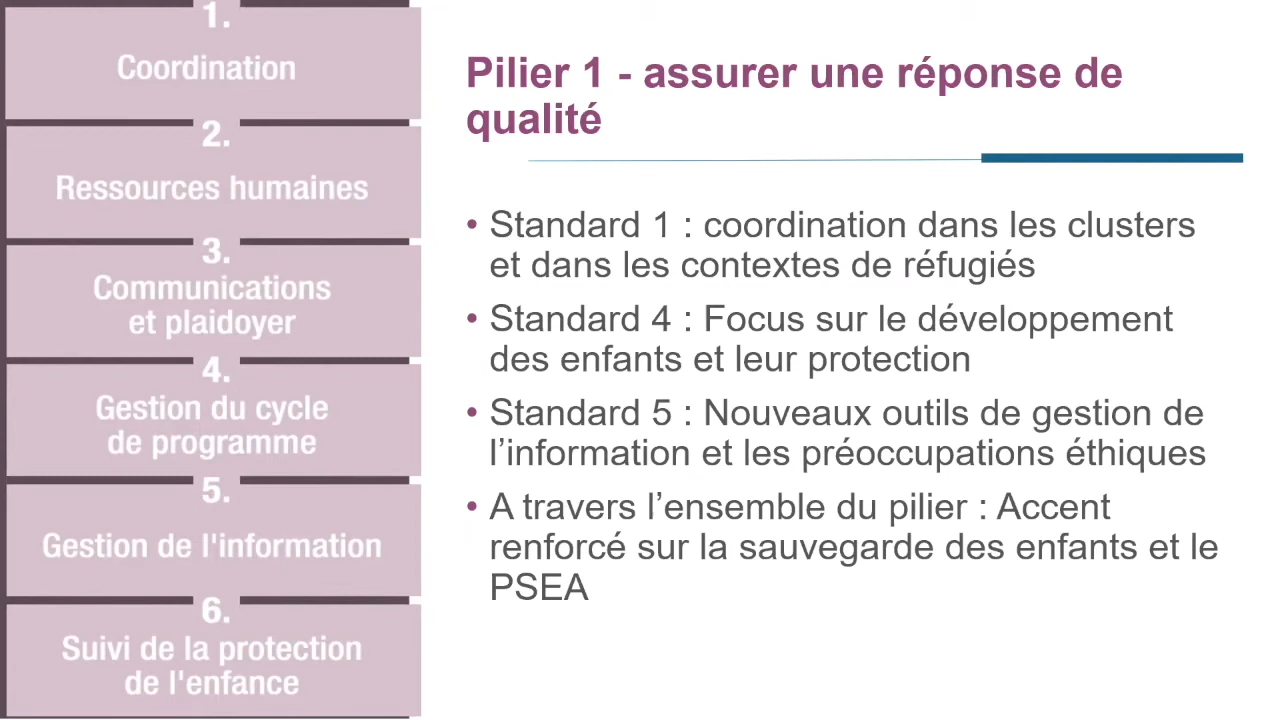 1.
Coordination
2.
Ressources humaines
3.
Communications
et plaidoyer
4.
Gestion du cycle
de programme
5.
Gestion de l'information
6.
Suivi de la protection
de l'enfance
Pilier 1 - assurer une réponse de
qualité
• Standard 1 : coordination dans les clusters
et dans les contextes de réfugiés
• Standard 4 : Focus sur le développement
des enfants et leur protection
• Standard 5 : Nouveaux outils de gestion de
l’information et les préoccupations éthiques
• A travers l’ensemble du pilier : Accent
renforcé sur la sauvegarde des enfants et le
PSEA